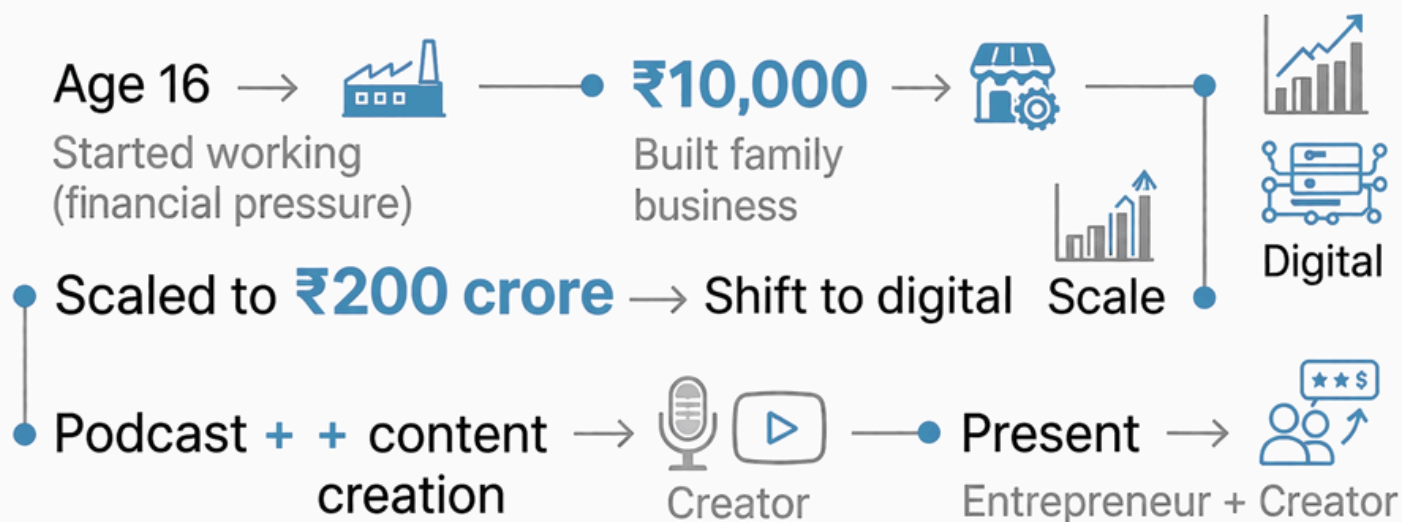 Age 16
Started working
(financial pressure)
₹10,000
Built family
business
Digital
Scaled to ₹200 crore → Shift to digital
Scale
Podcast + + content
creation
Creator
Present
Entrepreneur + Creator